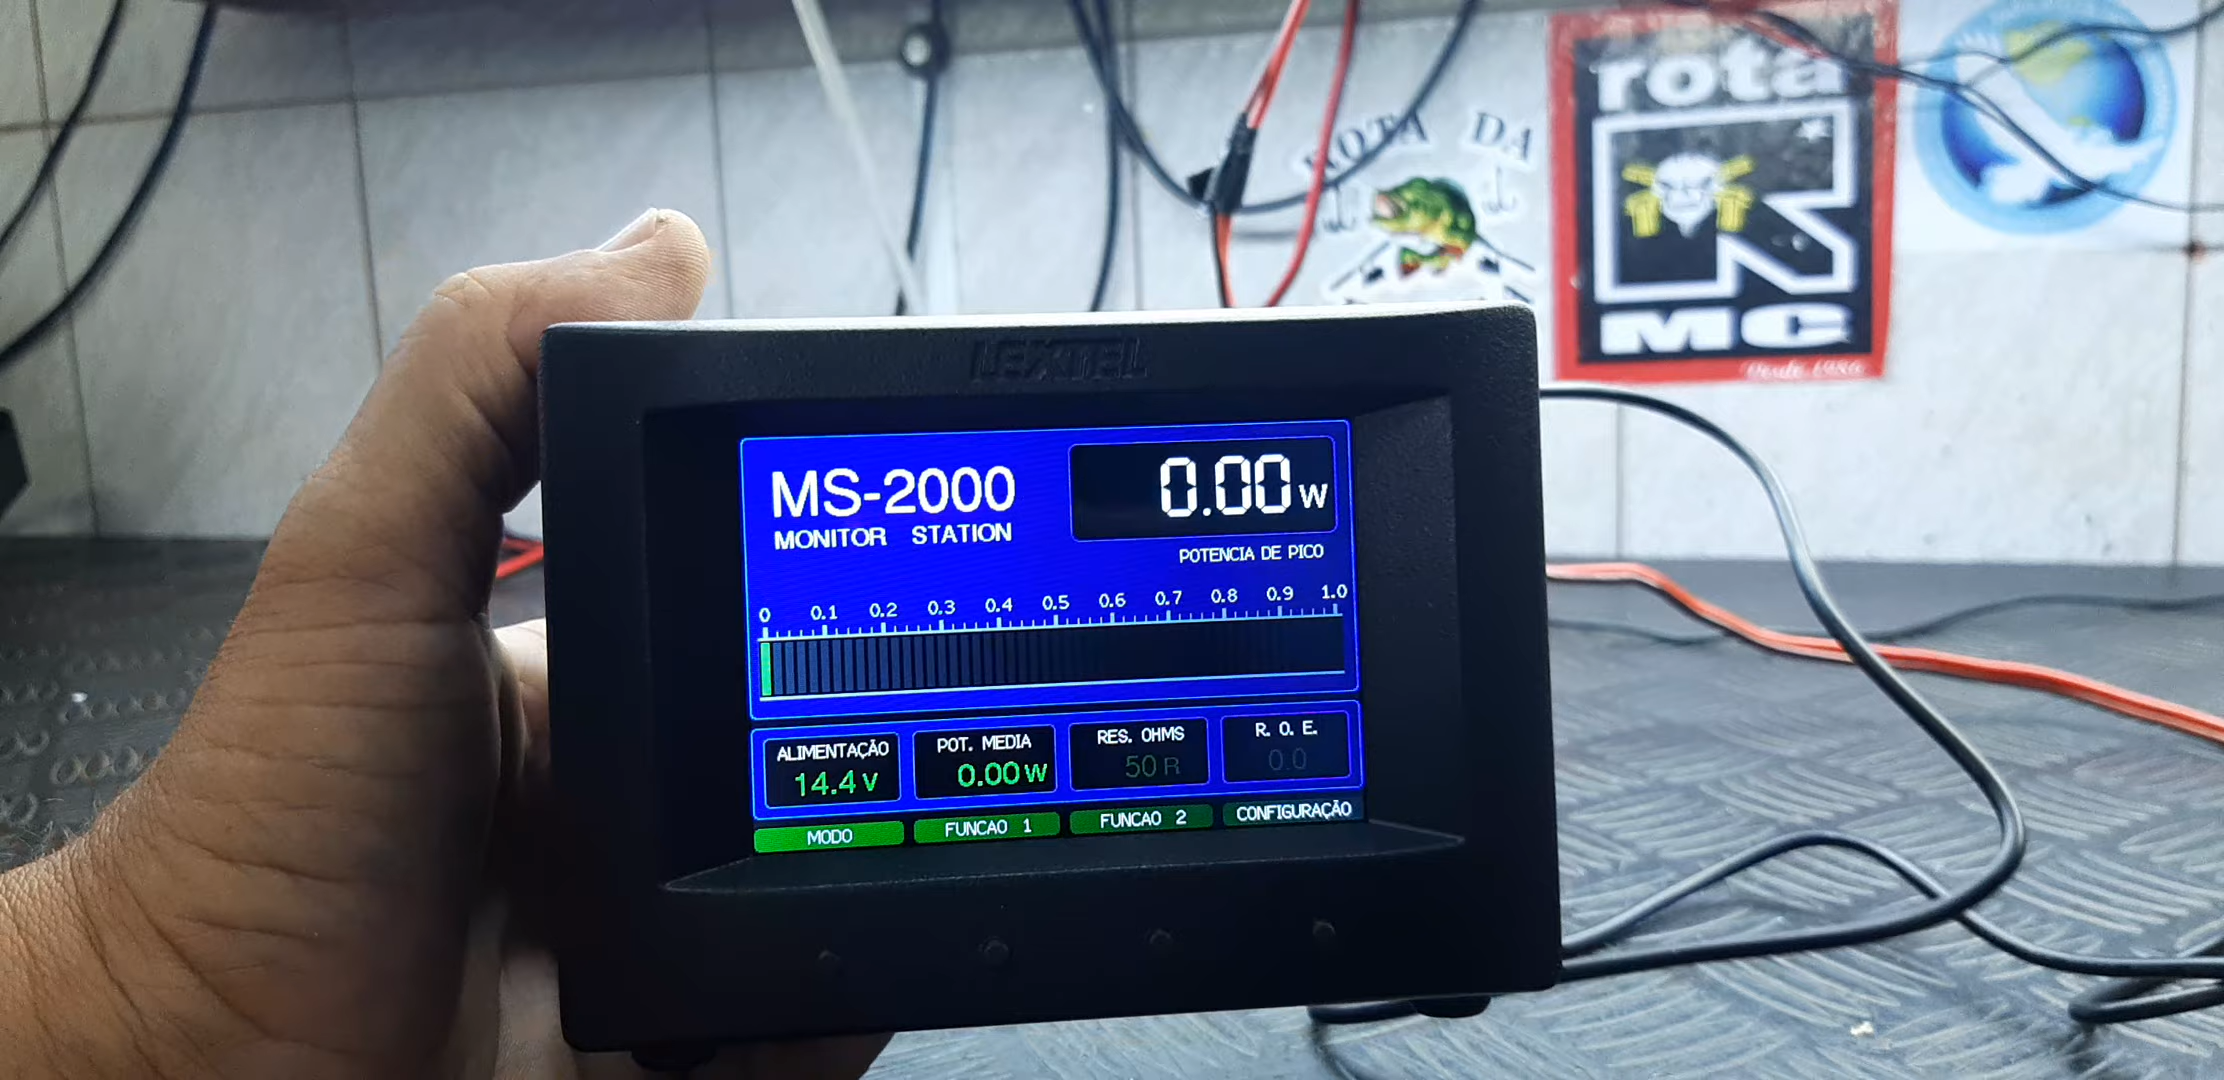 ROTA DA
rota
MC
Desde 1986
LEXTEL
MS-2000
MONITOR STATION
0.00 W
POTENCIA DE PICO
0 0.1 0.2 0.3 0.4 0.5 0.6 0.7 0.8 0.9 1.0
ALIMENTAÇÃO
14.4 V
POT. MEDIA
0.00 W
RES. OHMS
50 R
R. O. E.
0.0
MODO
FUNCAO 1
FUNCAO 2
CONFIGURAÇÃO